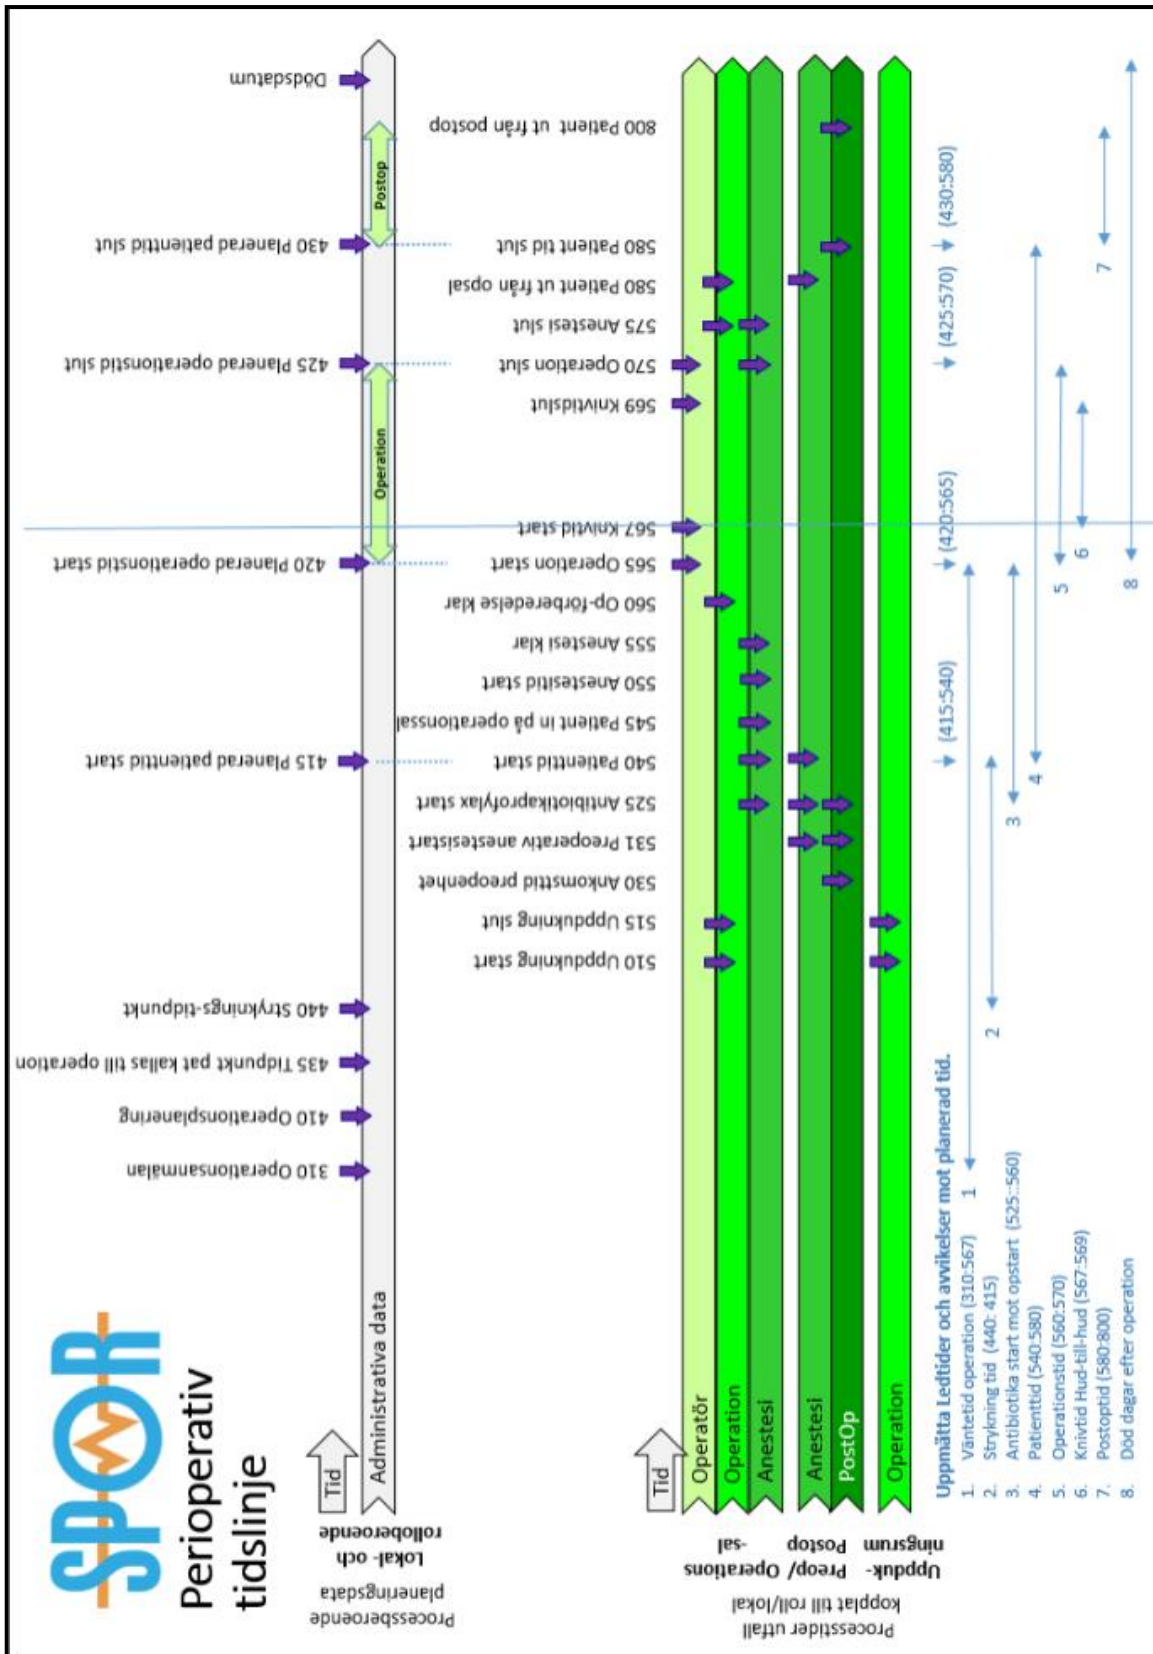 SPOR
Perioperativ
tidslinje
Processberoende
planeringsdata
Lokal- och
rolloberoende
Tid
Administrativa data
310 Operationsanmälan
410 Operationsplanering
435 Tidpunkt pat kallas till operation
440 Stryknings-tidpunkt
415 Planerad patienttid start
420 Planerad operationstid start
425 Planerad operationstid slut
430 Planerad patienttid slut
Dödsdatum
Operation
Postop
510 Uppdukning start
515 Uppdukning slut
530 Ankomsttid preopenhet
531 Preoperativ anestesistart
525 Antibiotikaprofylax start
540 Patienttid start
545 Patient in på operationssal
550 Anestesitid start
555 Anestesi klar
560 Op-förberedelse klar
565 Operation start
567 Knivtid start
569 Knivtidslut
570 Operation slut
575 Anestesi slut
580 Patient ut från opsal
580 Patient tid slut
800 Patient ut från postop
Processtider utfall
kopplat till roll/lokal
Uppduk-
ningsrum
Preop/
Postop
Operations
-sal
Tid
Operatör
Operation
Anestesi
Anestesi
PostOp
Operation
Uppmätta Ledtider och avvikelser mot planerad tid.
(415:540)
(420:565)
(425:570)
(430:580)
1. Väntetid operation (310:567)
2. Strykning tid (440: 415)
3. Antibiotika start mot opstart (525::560)
4. Patienttid (540:580)
5. Operationstid (560:570)
6. Knivtid Hud-till-hud (567:569)
7. Postoptid (580:800)
8. Död dagar efter operation
1
2
3
4
5
6
7
8